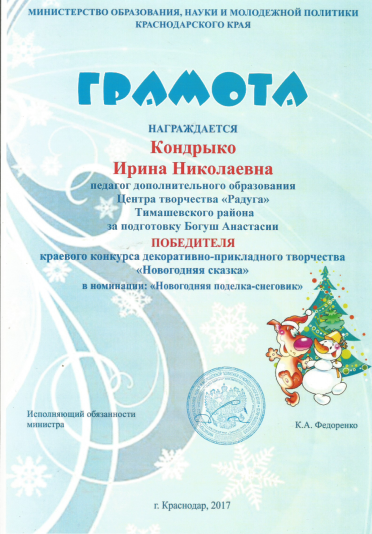 МИНИСТЕРСТВО ОБРАЗОВАНИЯ, НАУКИ И МОЛОДЕЖНОЙ ПОЛИТИКИ
КРАСНОДАРСКОГО КРАЯ
ГРАМОТА
НАГРАЖДАЕТСЯ
Кондрыко
Ирина Николаевна
педагог дополнительного образования
Центра творчества «Радуга»
Тимашевского района
за подготовку Богуш Анастасии
ПОБЕДИТЕЛЯ
краевого конкурса декоративно-прикладного творчества
«Новогодняя сказка»
в номинации: «Новогодняя поделка-снеговик»
Исполняющий обязанности
министра
К.А. Федоренко
г. Краснодар, 2017